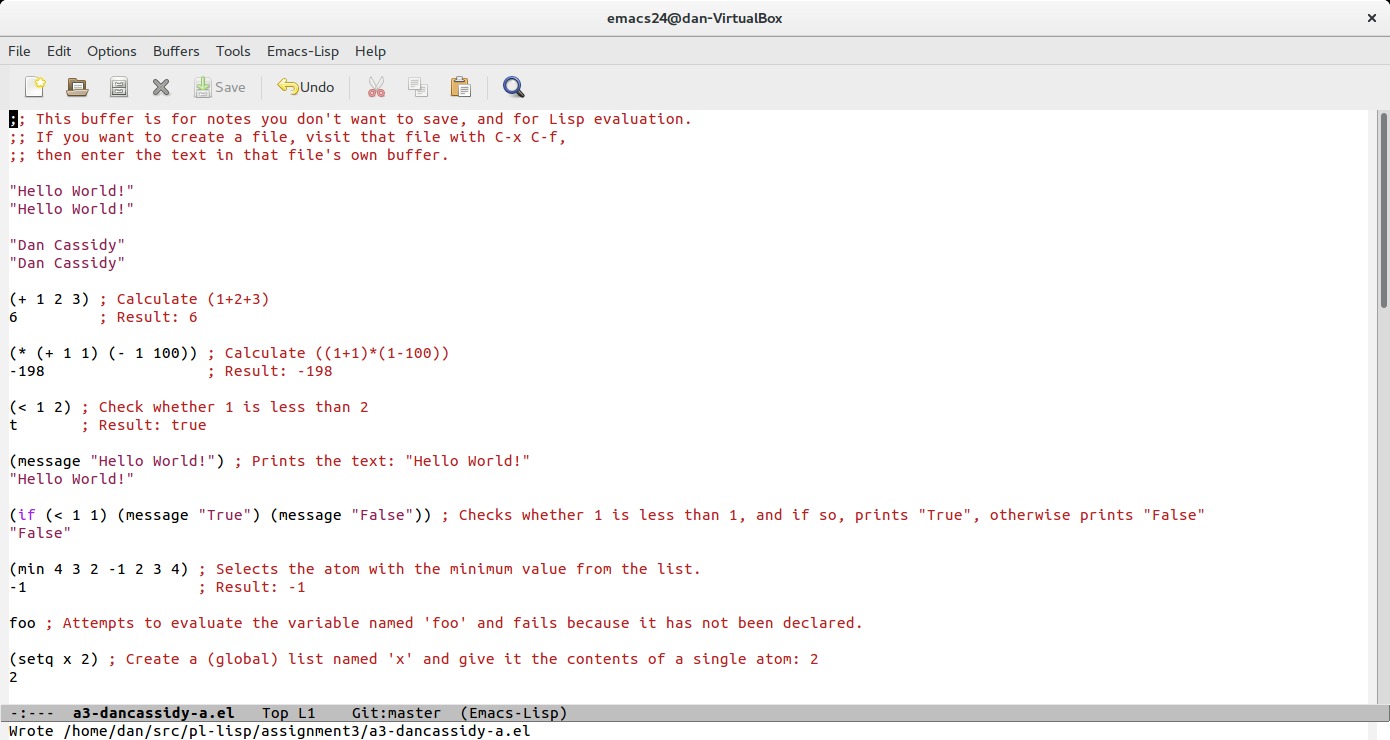 emacs24@dan-VirtualBox
File Edit Options Buffers Tools Emacs-Lisp Help
Save Undo
;; This buffer is for notes you don't want to save, and for Lisp evaluation.
;; If you want to create a file, visit that file with C-x C-f,
;; then enter the text in that file's own buffer.
"Hello World!"
"Hello World!"
"Dan Cassidy"
"Dan Cassidy"
(+ 1 2 3) ; Calculate (1+2+3)
6         ; Result: 6
(* (+ 1 1) (- 1 100)) ; Calculate ((1+1)*(1-100))
-198                  ; Result: -198
(< 1 2) ; Check whether 1 is less than 2
t       ; Result: true
(message "Hello World!") ; Prints the text: "Hello World!"
"Hello World!"
(if (< 1 1) (message "True") (message "False")) ; Checks whether 1 is less than 1, and if so, prints "True", otherwise prints "False"
"False"
(min 4 3 2 -1 2 3 4) ; Selects the atom with the minimum value from the list.
-1                   ; Result: -1
foo ; Attempts to evaluate the variable named 'foo' and fails because it has not been declared.
(setq x 2) ; Create a (global) list named 'x' and give it the contents of a single atom: 2
2
-:--- a3-dancassidy-a.el Top L1 Git:master (Emacs-Lisp)
Wrote /home/dan/src/pl-lisp/assignment3/a3-dancassidy-a.el